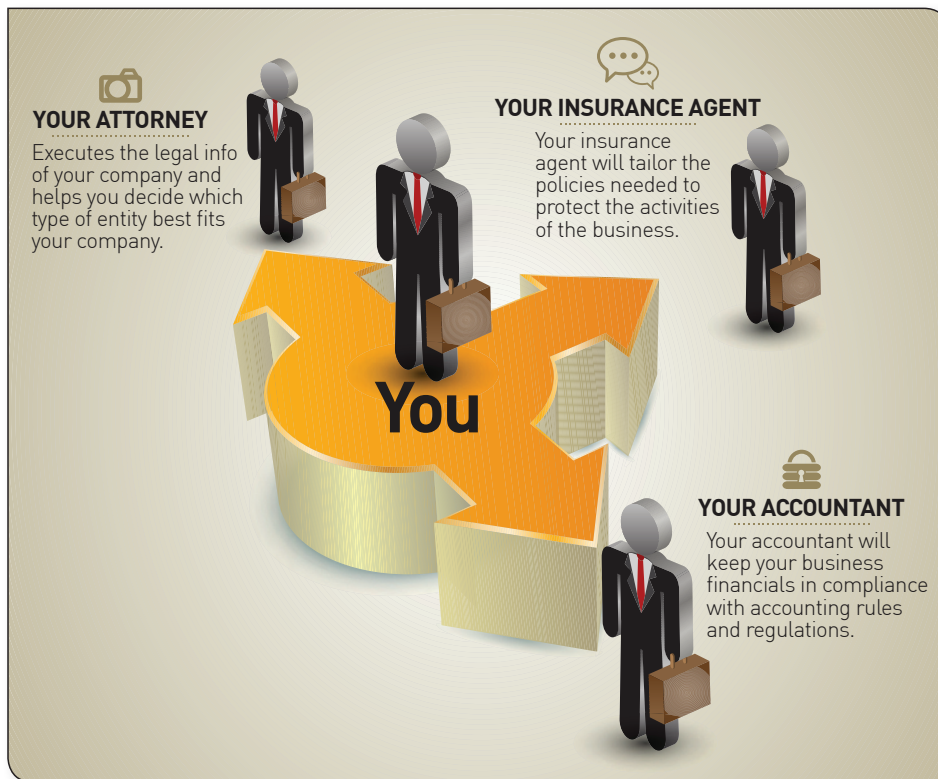 YOUR ATTORNEY
Executes the legal info
of your company and
helps you decide which
type of entity best fits
your company.
YOUR INSURANCE AGENT
Your insurance
agent will tailor the
policies needed to
protect the activities
of the business.
You
YOUR ACCOUNTANT
Your accountant will
keep your business
financials in compliance
with accounting rules
and regulations.